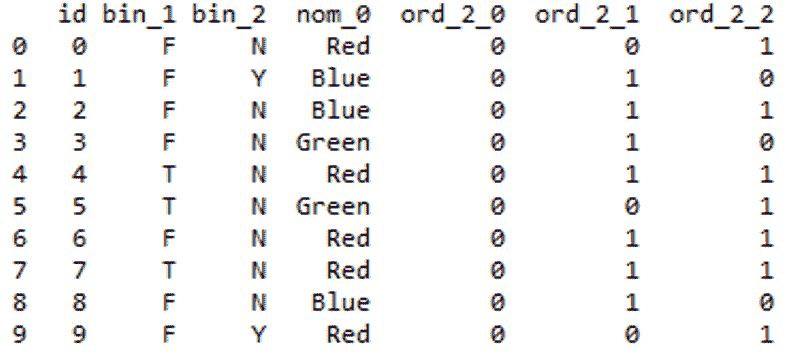 id bin_1 bin_2 nom_0 ord_2_0 ord_2_1 ord_2_2
0 0 F N Red 0 0 1
1 1 F Y Blue 0 1 0
2 2 F N Blue 0 1 1
3 3 F N Green 0 1 0
4 4 T N Red 0 1 1
5 5 T N Green 0 0 1
6 6 F N Red 0 1 1
7 7 T N Red 0 1 1
8 8 F N Blue 0 1 0
9 9 F Y Red 0 0 1